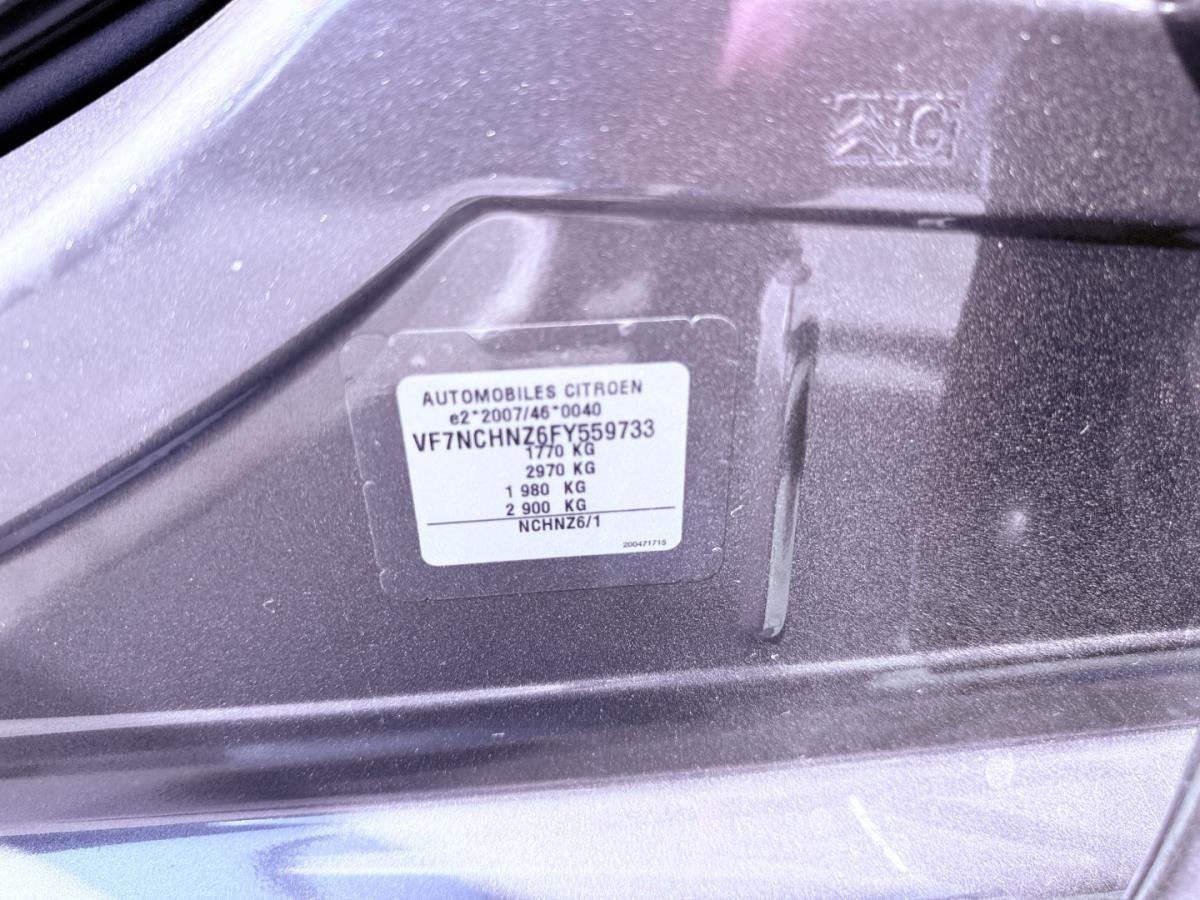 AUTOMOBILES CITROEN
e2*2007/46*0040
VF7NCHNZ6FY559733
1770 KG
2970 KG
1 980 KG
2 900 KG
NCHNZ6/1
200471715